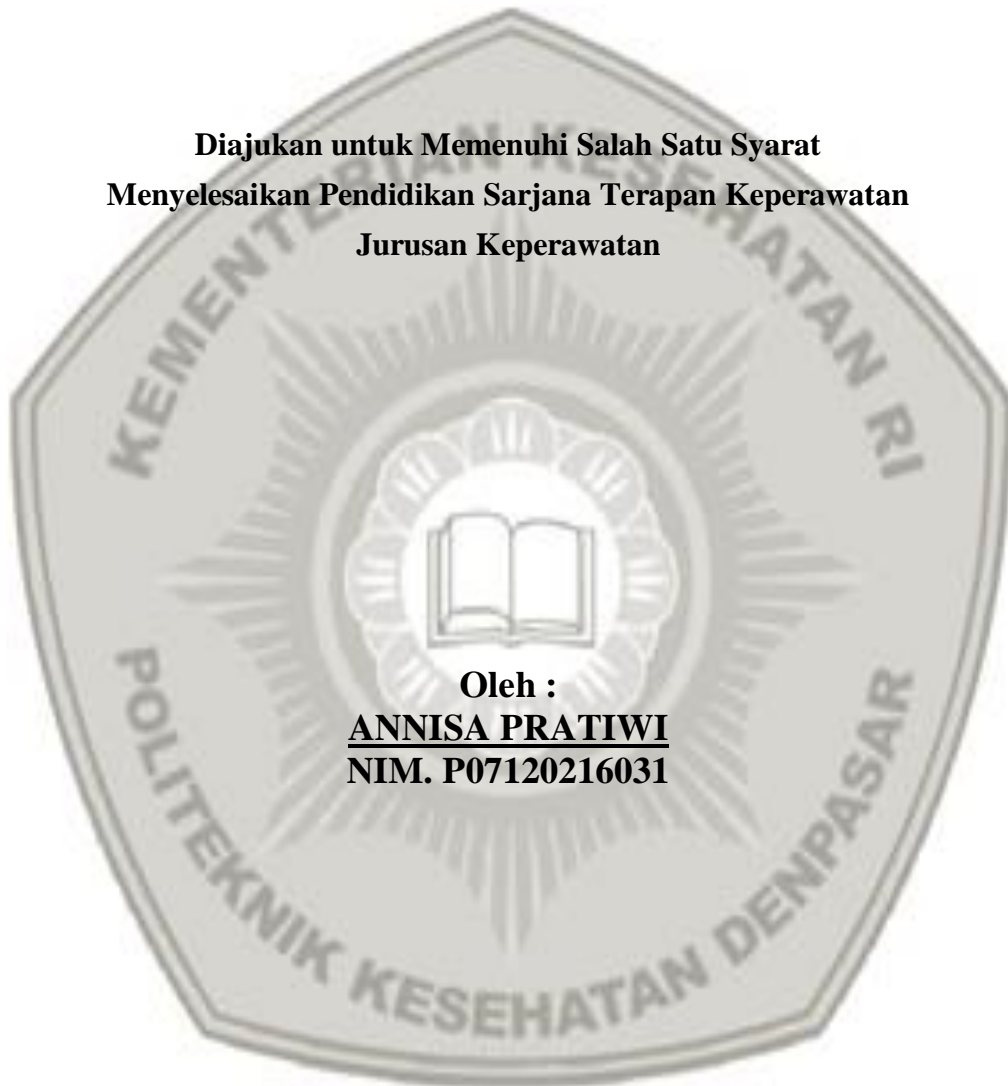 Diajukan untuk Memenuhi Salah Satu Syarat
Menyelesaikan Pendidikan Sarjana Terapan Keperawatan
Jurusan Keperawatan
KEMENTERIAN KESEHATAN RI
Oleh :
ANNISA PRATIWI
NIM. P07120216031
POLITEKNIK KESEHATAN DENPASAR